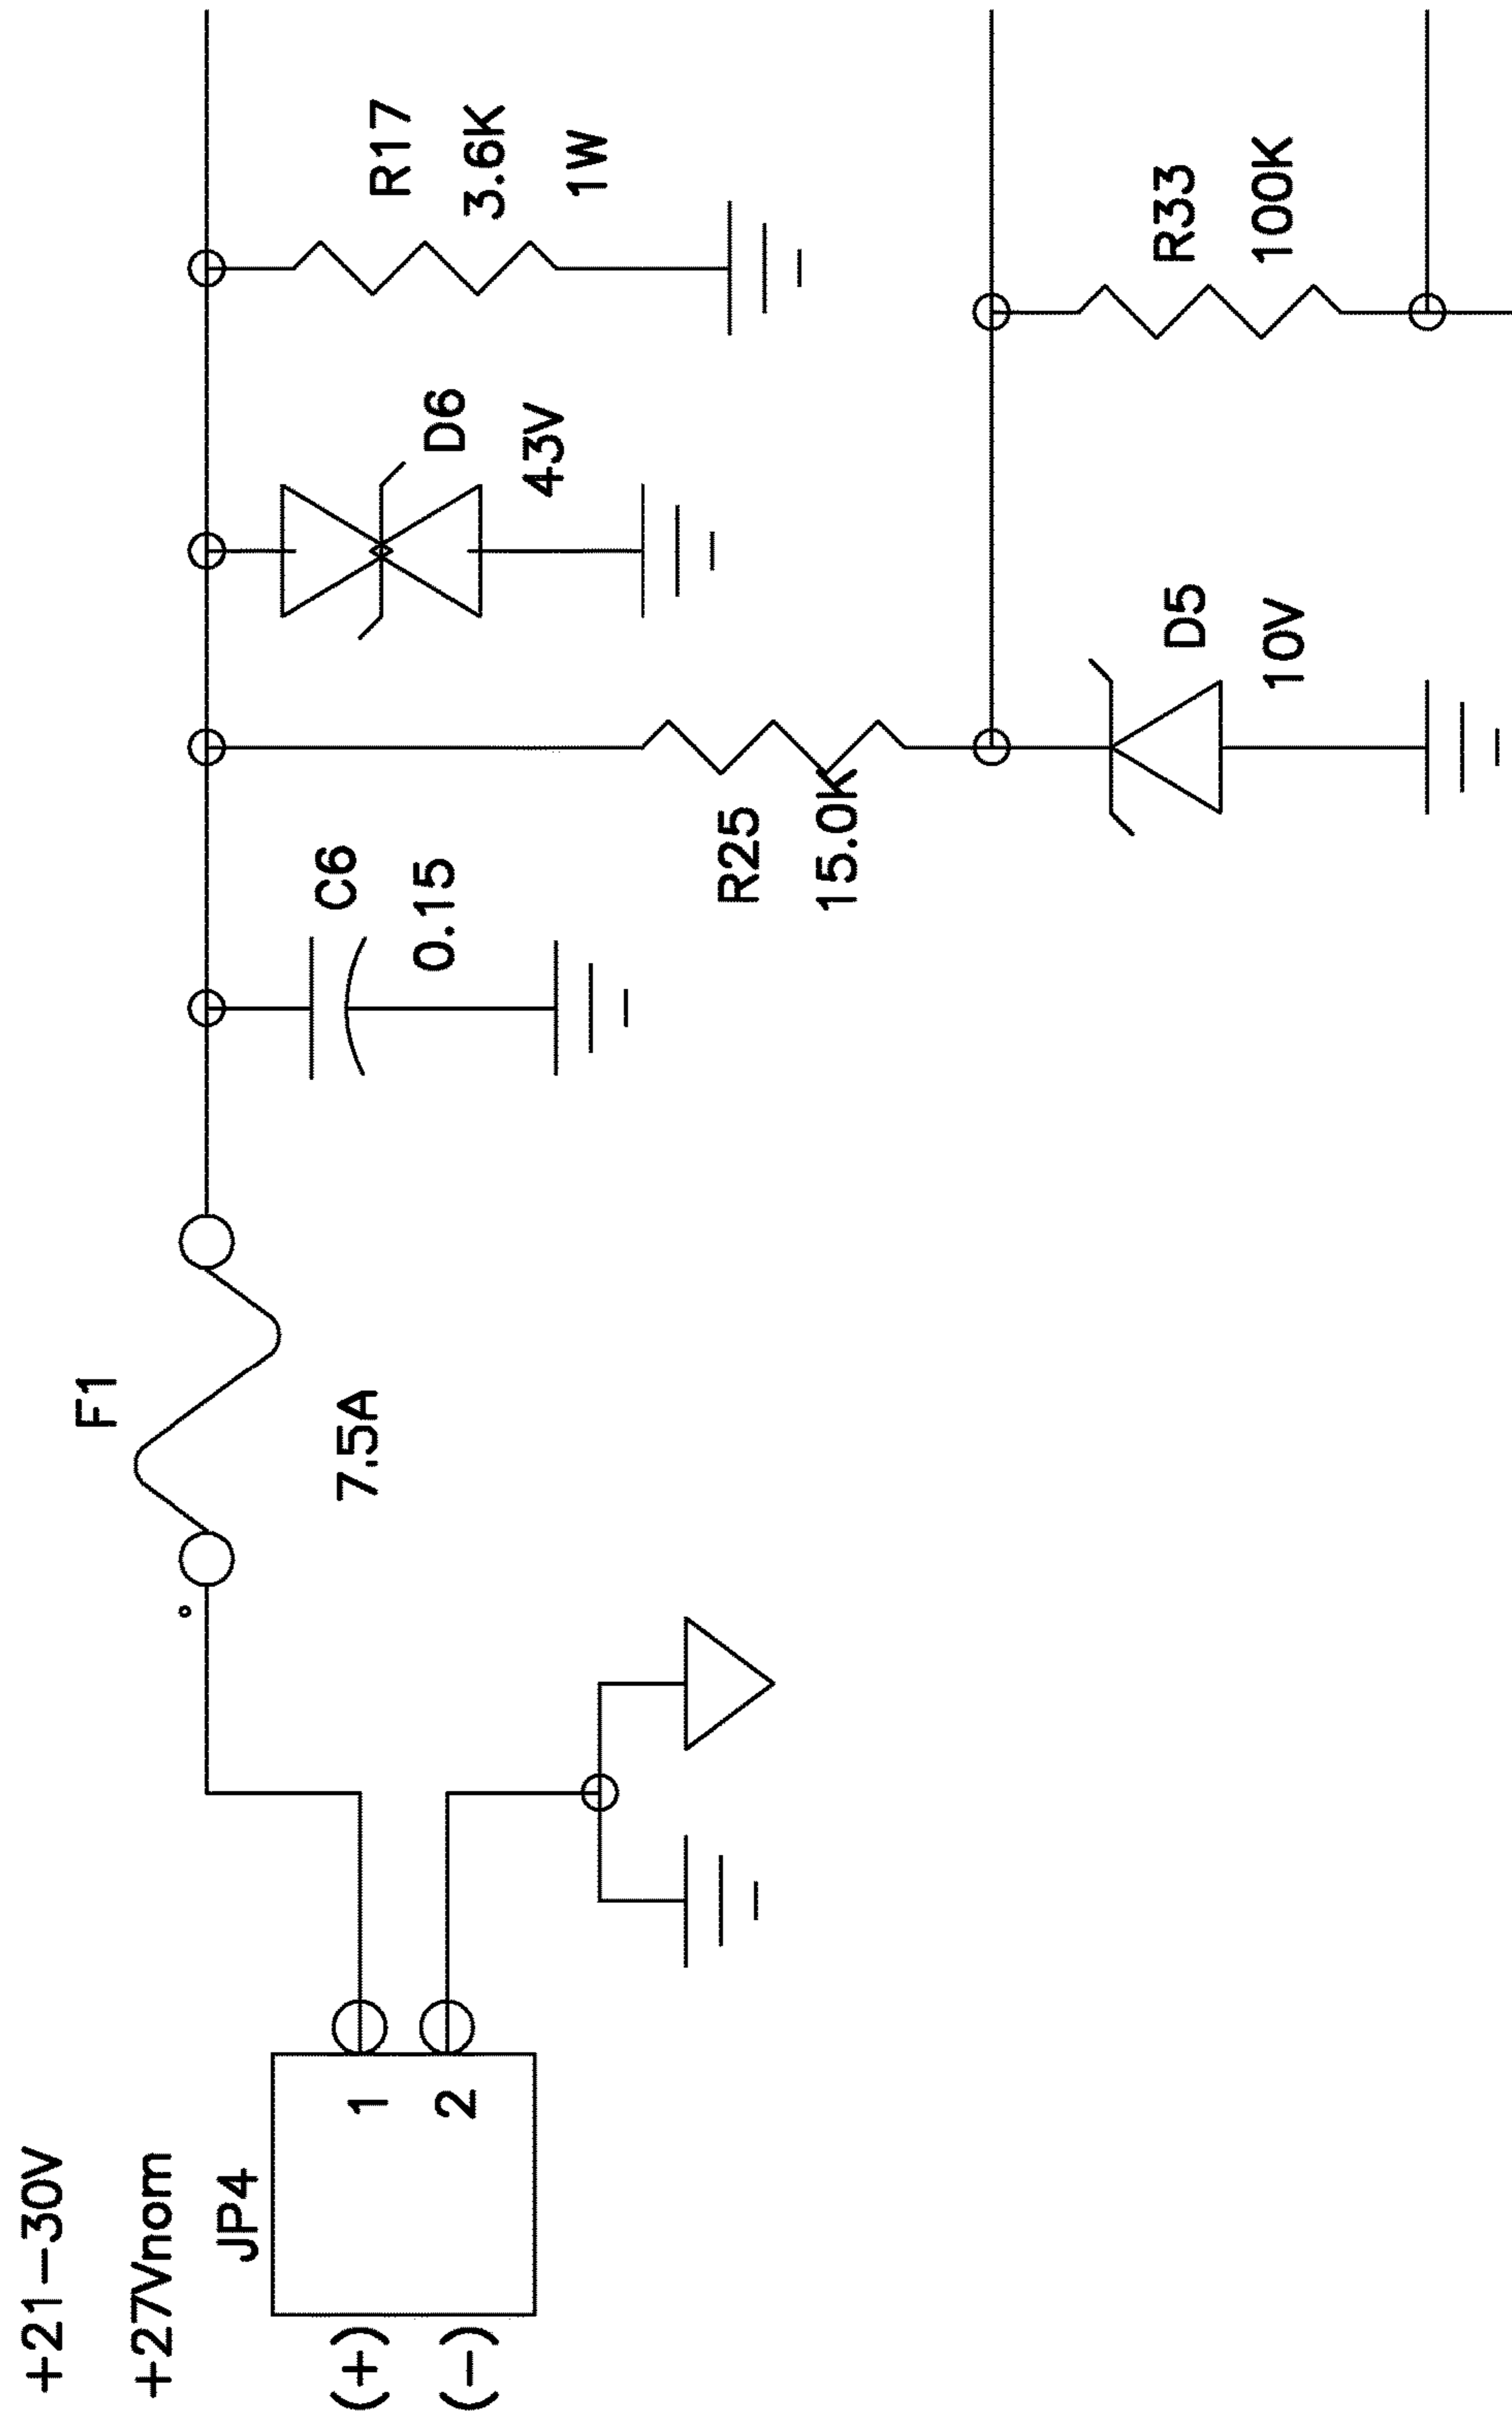 +21-30V
+27Vnom
JP4
(+)
(-)
1
2
F1
7.5A
C6
0.15
R25
15.0K
D6
43V
D5
10V
R17
3.6K
1W
R33
100K